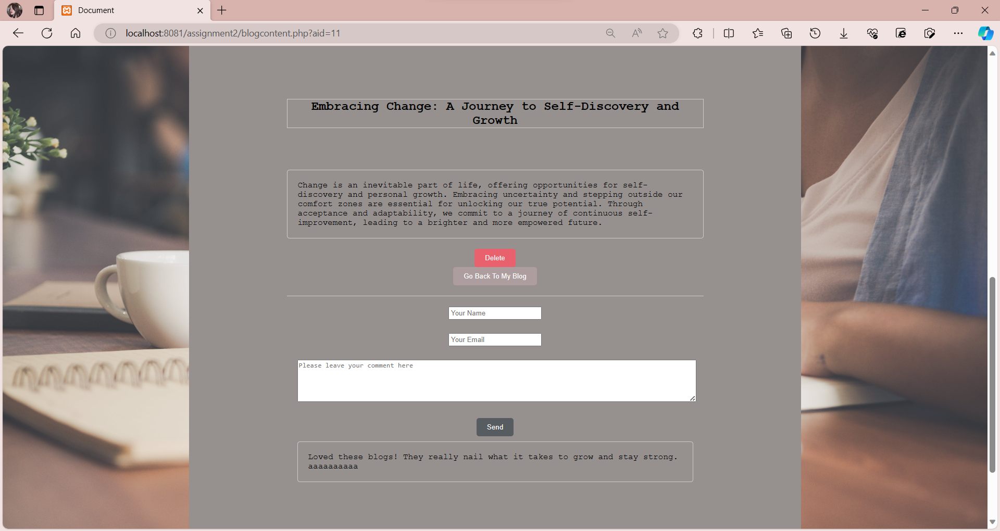 Document
localhost:8081/assignment2/blogcontent.php?aid=11
Embracing Change: A Journey to Self-Discovery and
Growth
Change is an inevitable part of life, offering opportunities for self-
discovery and personal growth. Embracing uncertainty and stepping outside our
comfort zones are essential for unlocking our true potential. Through
acceptance and adaptability, we commit to a journey of continuous self-
improvement, leading to a brighter and more empowered future.
Delete
Go Back To My Blog
Your Name
Your Email
Please leave your comment here
Send
Loved these blogs! They really nail what it takes to grow and stay strong.
aaaaaaaaaa